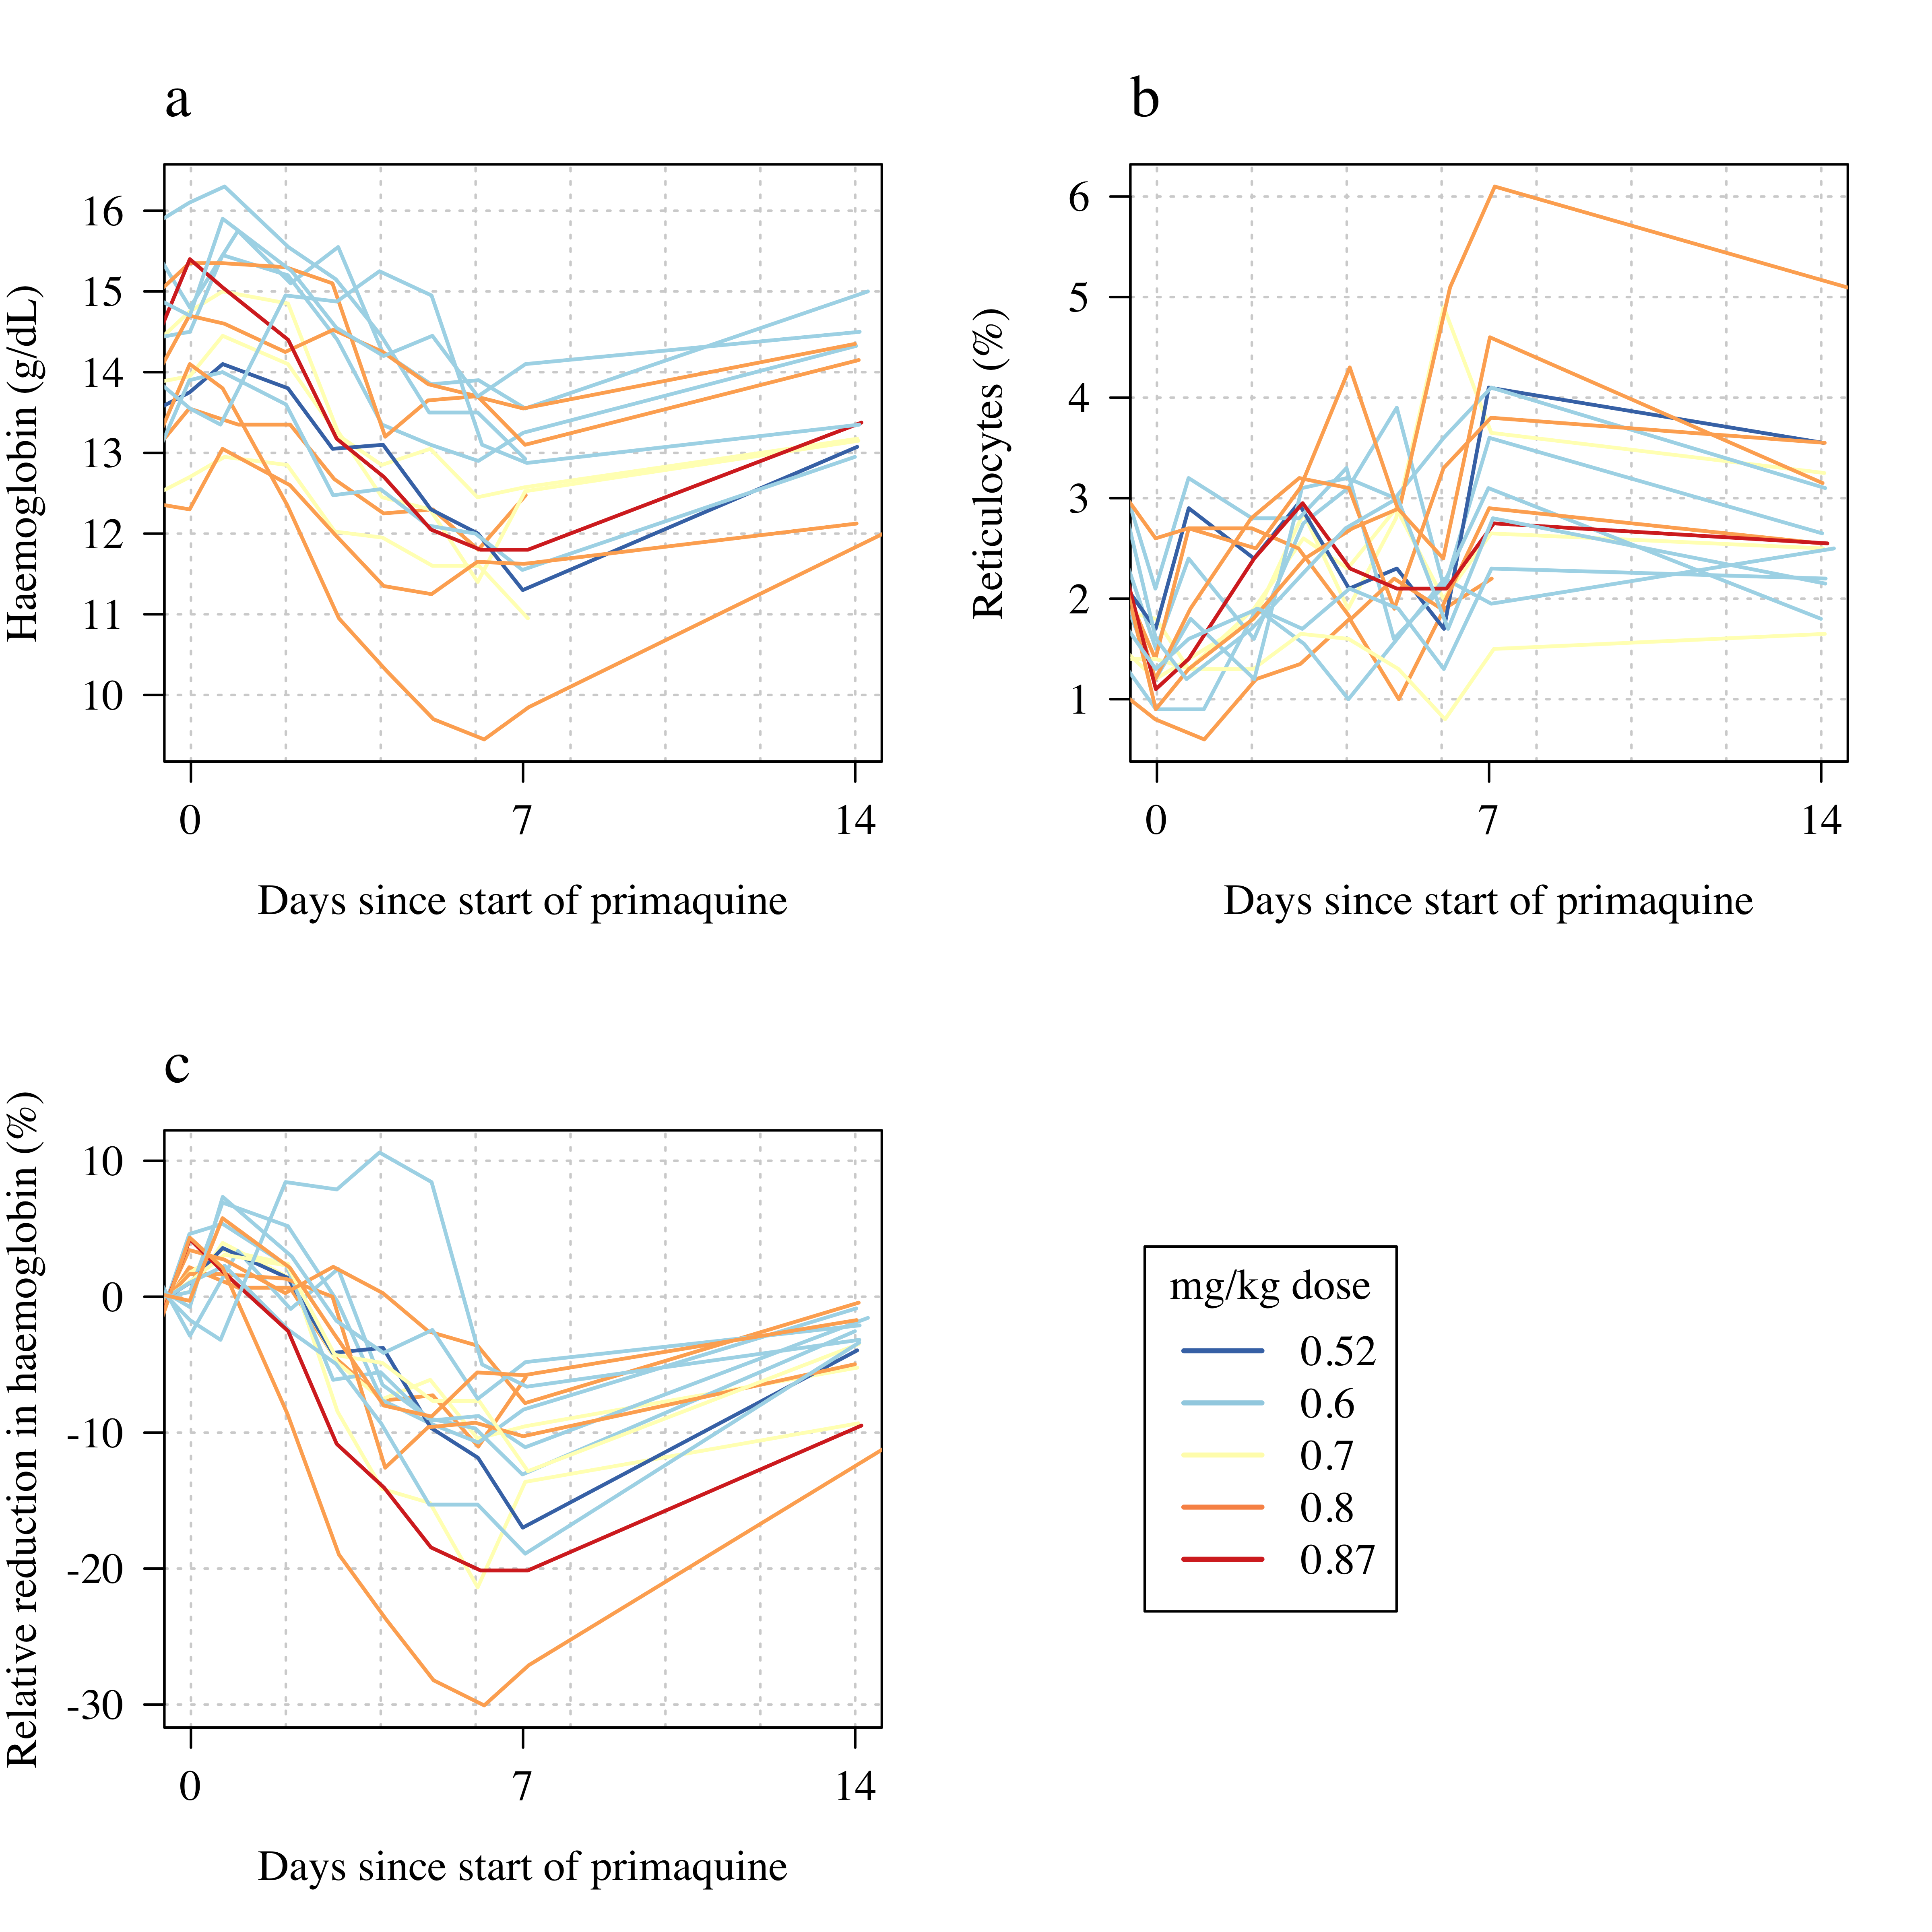 a
Haemoglobin (g/dL)
16
15
14
13
12
11
10
0 7 14
Days since start of primaquine
b
Reticulocytes (%)
6
5
4
3
2
1
0 7 14
Days since start of primaquine
c
Relative reduction in haemoglobin (%)
10
0
-10
-20
-30
0 7 14
Days since start of primaquine
mg/kg dose
0.52
0.6
0.7
0.8
0.87